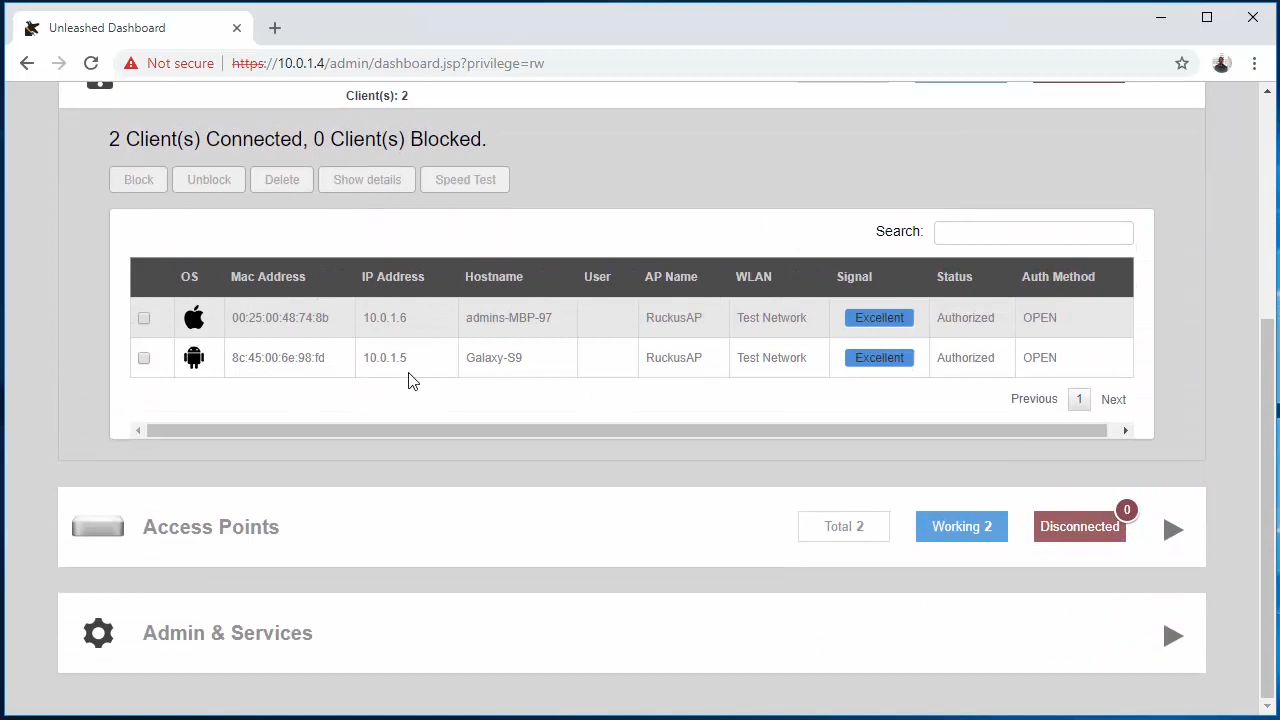 Unleashed Dashboard
Not secure https://10.0.1.4/admin/dashboard.jsp?privilege=rw
Client(s): 2
2 Client(s) Connected, 0 Client(s) Blocked.
Block Unblock Delete Show details Speed Test
Search:
OS Mac Address IP Address Hostname User AP Name WLAN Signal Status Auth Method
00:25:00:48:74:8b 10.0.1.6 admins-MBP-97 RuckusAP Test Network Excellent Authorized OPEN
8c:45:00:6e:98:fd 10.0.1.5 Galaxy-S9 RuckusAP Test Network Excellent Authorized OPEN
Previous 1 Next
Access Points Total 2 Working 2 Disconnected 0
Admin & Services